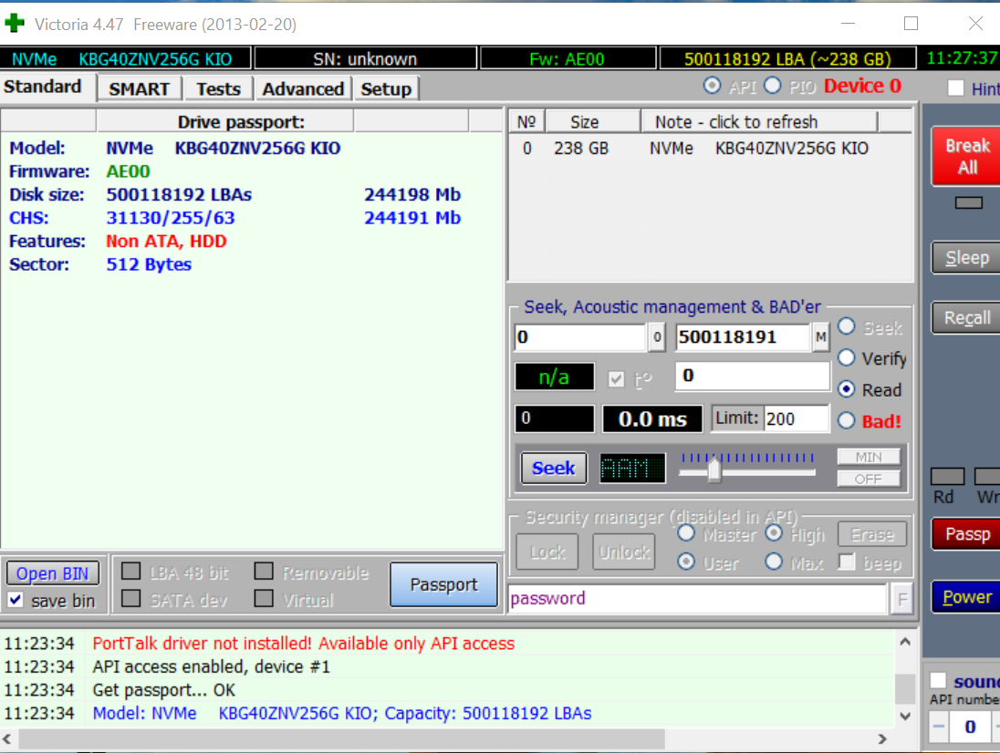 Victoria 4.47 Freeware (2013-02-20)
NVMe KBG40ZNV256G KIO SN: unknown Fw: AE00 500118192 LBA (~238 GB) 11:27:37
Standard SMART Tests Advanced Setup API PIO Device 0 Hint
Drive passport:
Model: NVMe KBG40ZNV256G KIO
Firmware: AE00
Disk size: 500118192 LBAs 244198 Mb
CHS: 31130/255/63 244191 Mb
Features: Non ATA, HDD
Sector: 512 Bytes
Nº Size Note - click to refresh
0 238 GB NVMe KBG40ZNV256G KIO
Break
All
Sleep
Recall
Seek, Acoustic management & BAD'er
0 0 500118191 M Seek
Verify
n/a t° 0 Read
0 0.0 ms Limit: 200 Bad!
Seek AAM MIN
OFF
Rd Wr
Security manager (disabled in API)
Lock Unlock Master High Erase
User Max beep
Passp
password F
Power
Open BIN LBA 48 bit Removable Passport
save bin SATA dev Virtual
11:23:34 PortTalk driver not installed! Available only API access
11:23:34 API access enabled, device #1
11:23:34 Get passport... OK
11:23:34 Model: NVMe KBG40ZNV256G KIO; Capacity: 500118192 LBAs
soun
API numbe
0